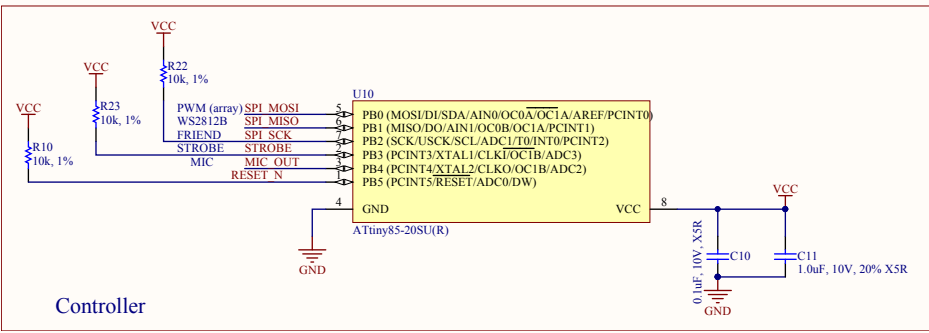 VCC
R22
10k, 1%
VCC
R23
10k, 1%
VCC
R10
10k, 1%
PWM (array) SPI_MOSI
WS2812B SPI_MISO
FRIEND SPI_SCK
STROBE STROBE
MIC MIC_OUT
RESET_N
U10
5 PB0 (MOSI/DI/SDA/AIN0/OC0A/OC1A/AREF/PCINT0)
6 PB1 (MISO/DO/AIN1/OC0B/OC1A/PCINT1)
7 PB2 (SCK/USCK/SCL/ADC1/T0/INT0/PCINT2)
2 PB3 (PCINT3/XTAL1/CLKI/OC1B/ADC3)
3 PB4 (PCINT4/XTAL2/CLKO/OC1B/ADC2)
1 PB5 (PCINT5/RESET/ADC0/DW)
4 GND VCC 8
ATtiny85-20SU(R)
GND
VCC
0.1uF, 10V, X5R
C10
C11
1.0uF, 10V, 20% X5R
GND
Controller